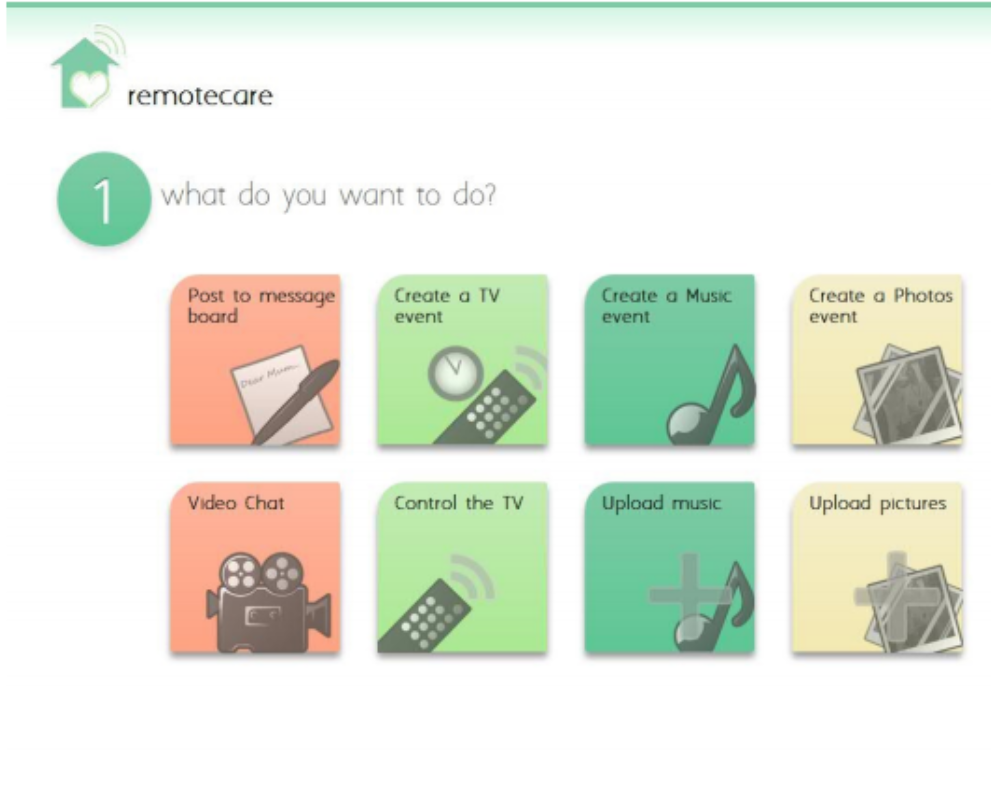 remotecare
1
what do you want to do?
Post to message
board
Dear Mum...
Create a TV
event
Create a Music
event
Create a Photos
event
Video Chat
Control the TV
Upload music
Upload pictures